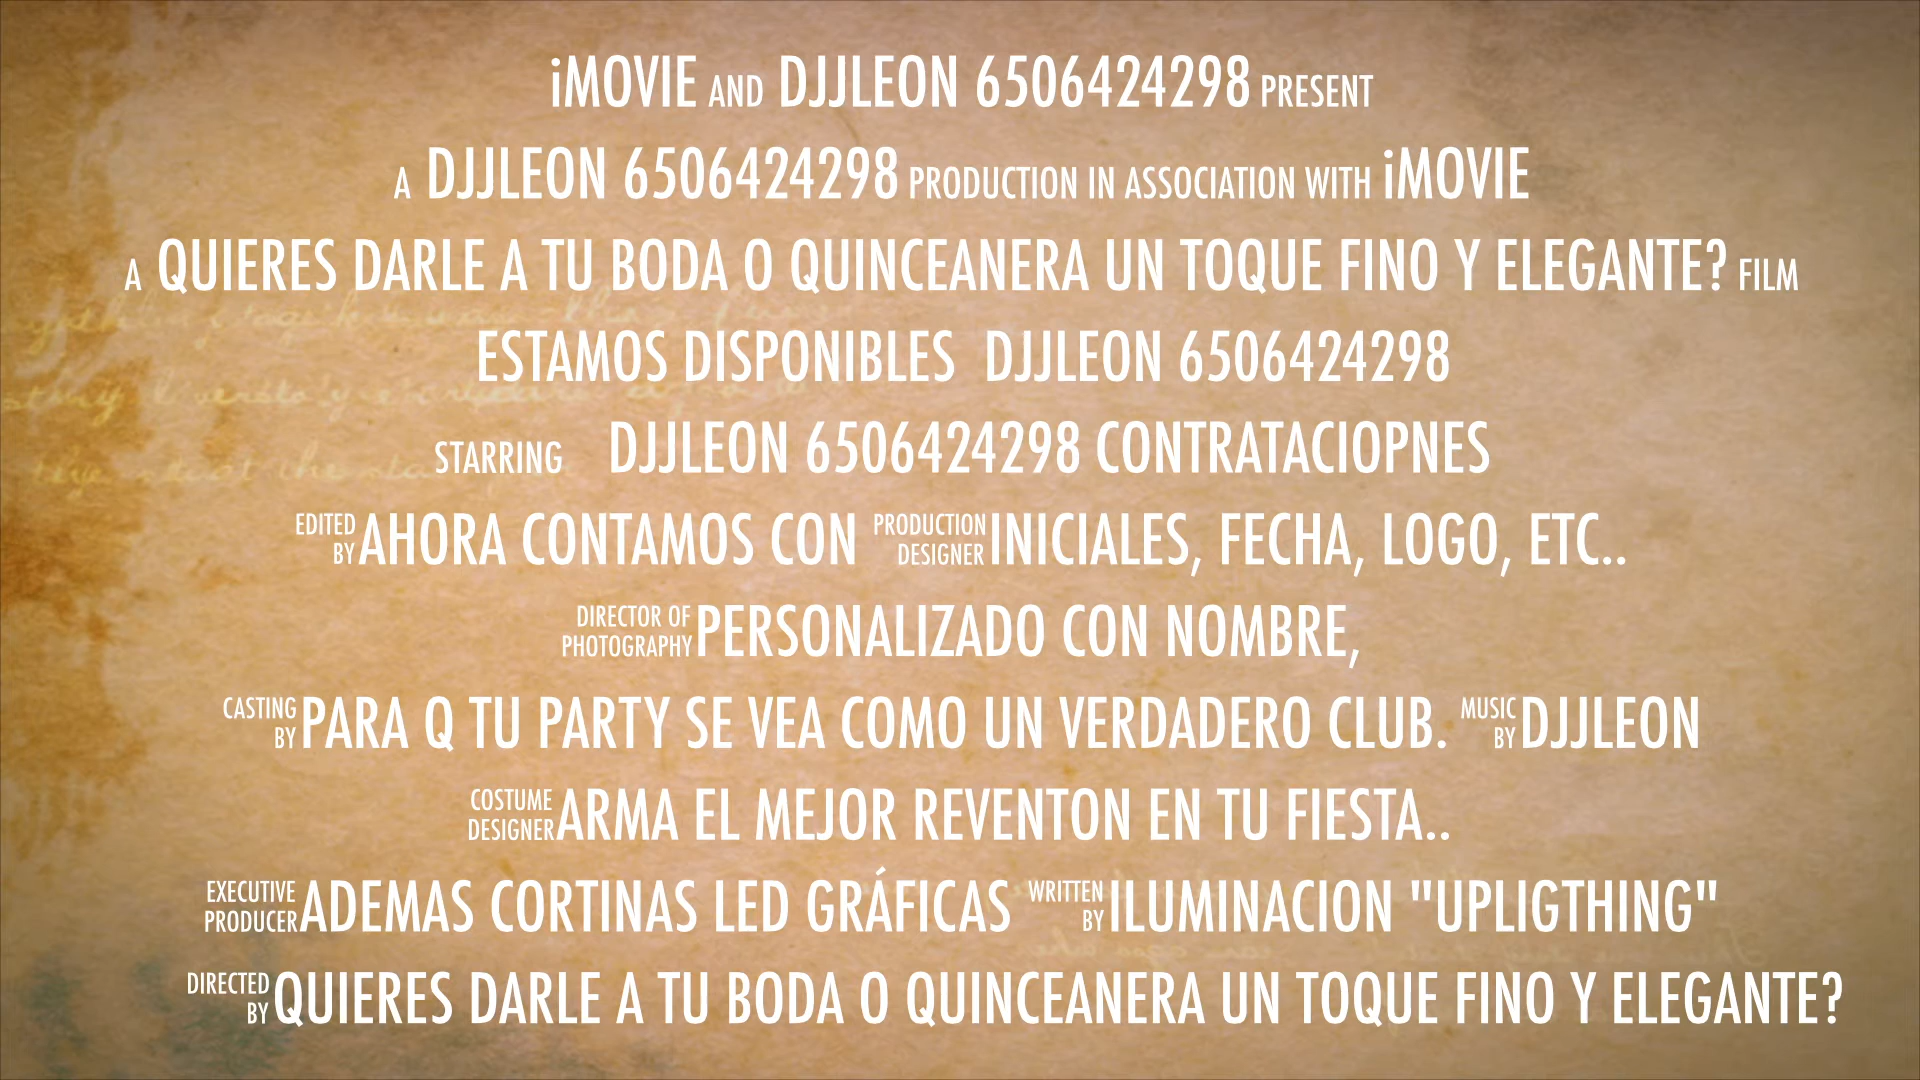 iMOVIE AND DJJLEON 6506424298 PRESENT
A DJJLEON 6506424298 PRODUCTION IN ASSOCIATION WITH iMOVIE
A QUIERES DARLE A TU BODA O QUINCEANERA UN TOQUE FINO Y ELEGANTE? FILM
ESTAMOS DISPONIBLES DJJLEON 6506424298
STARRING DJJLEON 6506424298 CONTRATACIOPNES
EDITED BY AHORA CONTAMOS CON PRODUCTION DESIGNER INICIALES, FECHA, LOGO, ETC..
DIRECTOR OF PHOTOGRAPHY PERSONALIZADO CON NOMBRE,
CASTING BY PARA Q TU PARTY SE VEA COMO UN VERDADERO CLUB. MUSIC BY DJJLEON
COSTUME DESIGNER ARMA EL MEJOR REVENTON EN TU FIESTA..
EXECUTIVE PRODUCER ADEMAS CORTINAS LED GRÁFICAS WRITTEN BY ILUMINACION "UPLIGTHING"
DIRECTED BY QUIERES DARLE A TU BODA O QUINCEANERA UN TOQUE FINO Y ELEGANTE?